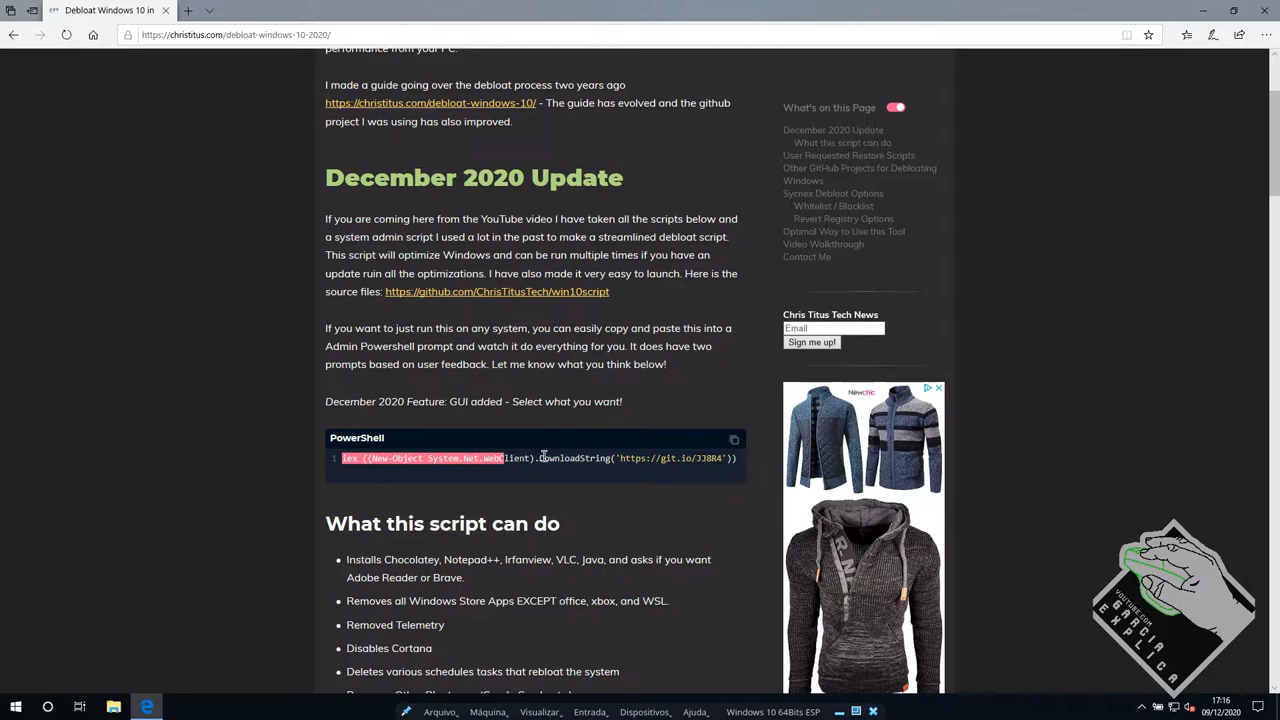 Debloat Windows 10 in
https://christitus.com/debloat-windows-10-2020/
performance from your PC.
I made a guide going over the debloat process two years ago
https://christitus.com/debloat-windows-10/ - The guide has evolved and the github
project I was using has also improved.
December 2020 Update
If you are coming here from the YouTube video I have taken all the scripts below and
a system admin script I used a lot in the past to make a streamlined debloat script.
This script will optimize Windows and can be run multiple times if you have an
update ruin all the optimizations. I have also made it very easy to launch. Here is the
source files: https://github.com/ChrisTitusTech/win10script
If you want to just run this on any system, you can easily copy and paste this into a
Admin Powershell prompt and watch it do everything for you. It does have two
prompts based on user feedback. Let me know what you think below!
December 2020 Feature: GUI added - Select what you want!
PowerShell
1 iex ((New-Object System.Net.WebClient).DownloadString('https://git.io/JJ8R4'))
What this script can do
Installs Chocolatey, Notepad++, Irfanview, VLC, Java, and asks if you want
Adobe Reader or Brave.
Removes all Windows Store Apps EXCEPT office, xbox, and WSL.
Removed Telemetry
Disables Cortana
Deletes various schedules tasks that rebloat the system
What's on this Page
December 2020 Update
What this script can do
User Requested Restore Scripts
Other GitHub Projects for Debloating
Windows
Sycnex Debloat Options
Whitelist / Blacklist
Revert Registry Options
Optimal Way to Use this Tool
Video Walkthrough
Contact Me
Chris Titus Tech News
Email
Sign me up!
Newchic
YOUTUBE.COM
EGARCIA
EXPLICA
Archivo
Máquina
Visualizar
Entrada
Dispositivos
Ayuda
Windows 10 64Bits ESP
17:16
09/12/2020